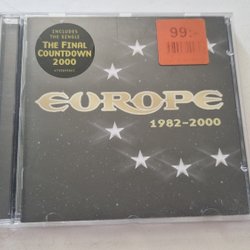 INCLUDES
THE SINGLE
THE FINAL
COUNTDOWN
2000
99:-
EUROPE
1982-2000